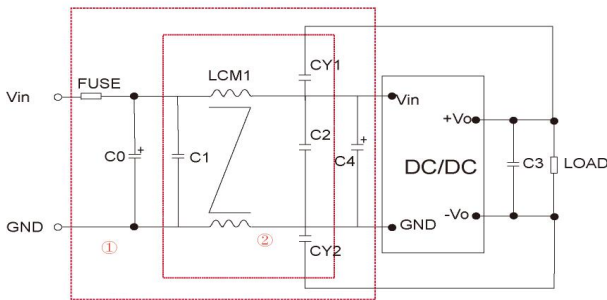 LCM1
CY1
FUSE
Vin
Vin
+Vo
C0
+
C1
C2
C4
+
DC/DC
C3
LOAD
-Vo
GND
GND
①
②
CY2